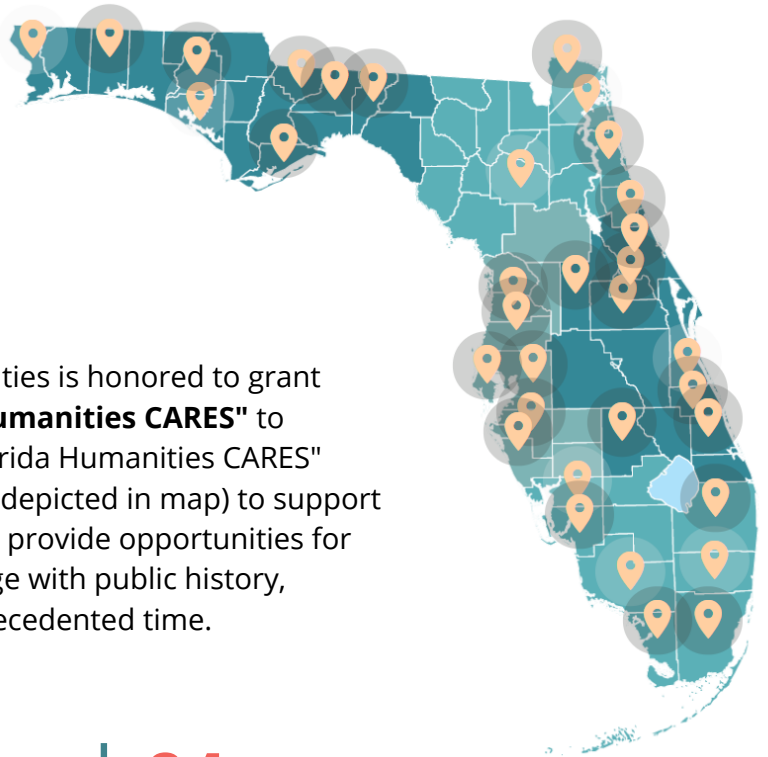 ties is honored to grant
umanities CARES" to
rida Humanities CARES"
depicted in map) to support
provide opportunities for
ge with public history,
ecedented time.